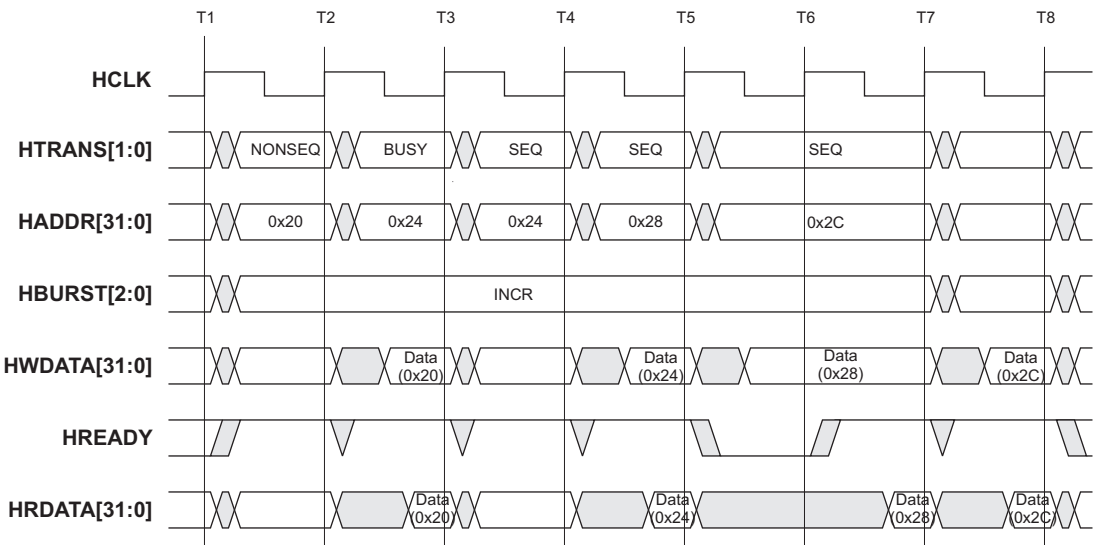 T1 T2 T3 T4 T5 T6 T7 T8
HCLK
HTRANS[1:0] NONSEQ BUSY SEQ SEQ SEQ
HADDR[31:0] 0x20 0x24 0x24 0x28 0x2C
HBURST[2:0] INCR
HWDATA[31:0] Data (0x20) Data (0x24) Data (0x28) Data (0x2C)
HREADY
HRDATA[31:0] Data (0x20) Data (0x24) Data (0x28) Data (0x2C)